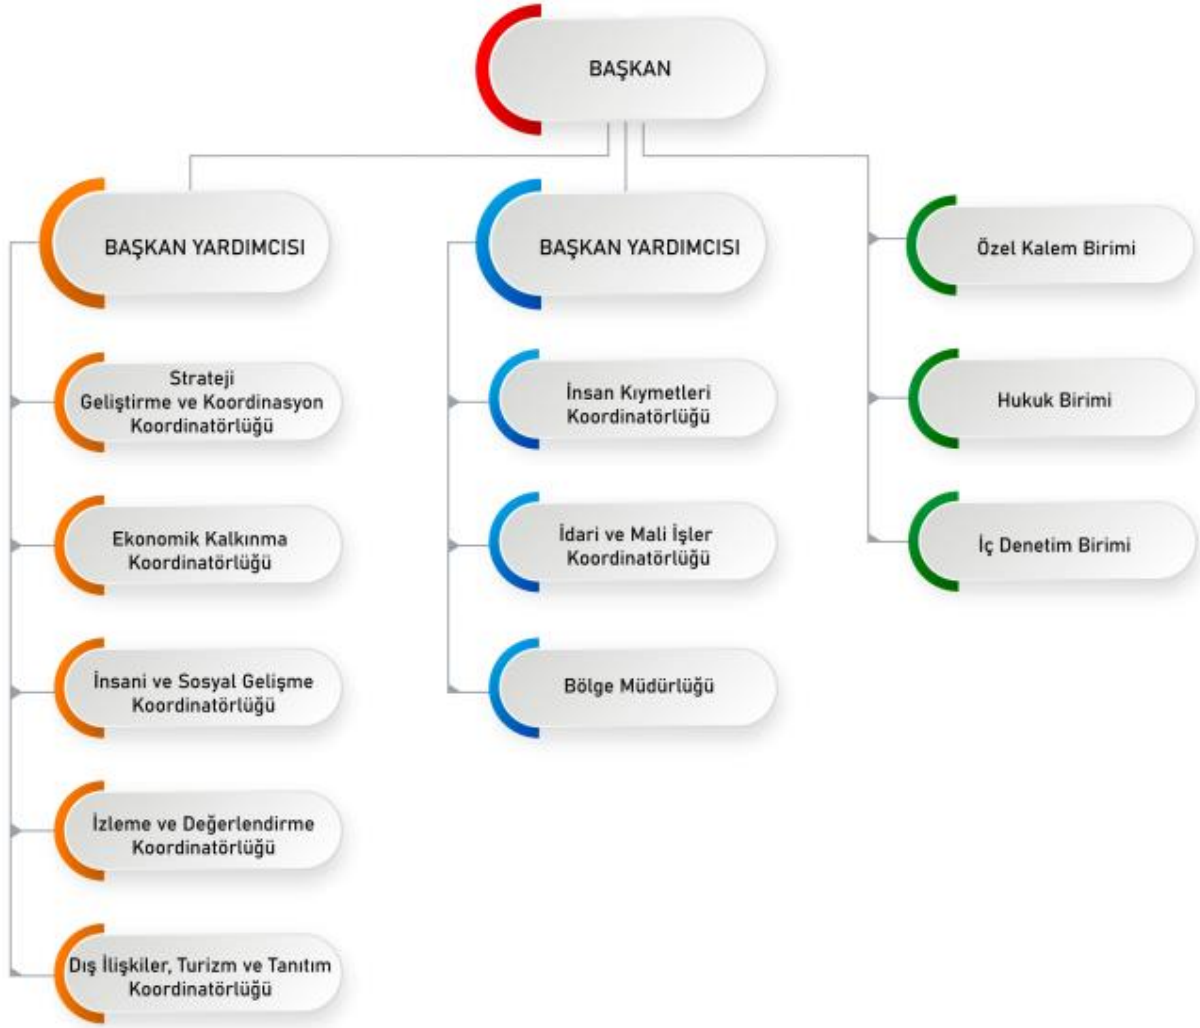 BAŞKAN
BAŞKAN YARDIMCISI
Strateji
Geliştirme ve Koordinasyon
Koordinatörlüğü
Ekonomik Kalkınma
Koordinatörlüğü
İnsani ve Sosyal Gelişme
Koordinatörlüğü
İzleme ve Değerlendirme
Koordinatörlüğü
Dış İlişkiler, Turizm ve Tanıtım
Koordinatörlüğü
BAŞKAN YARDIMCISI
İnsan Kıymetleri
Koordinatörlüğü
İdari ve Mali İşler
Koordinatörlüğü
Bölge Müdürlüğü
Özel Kalem Birimi
Hukuk Birimi
İç Denetim Birimi